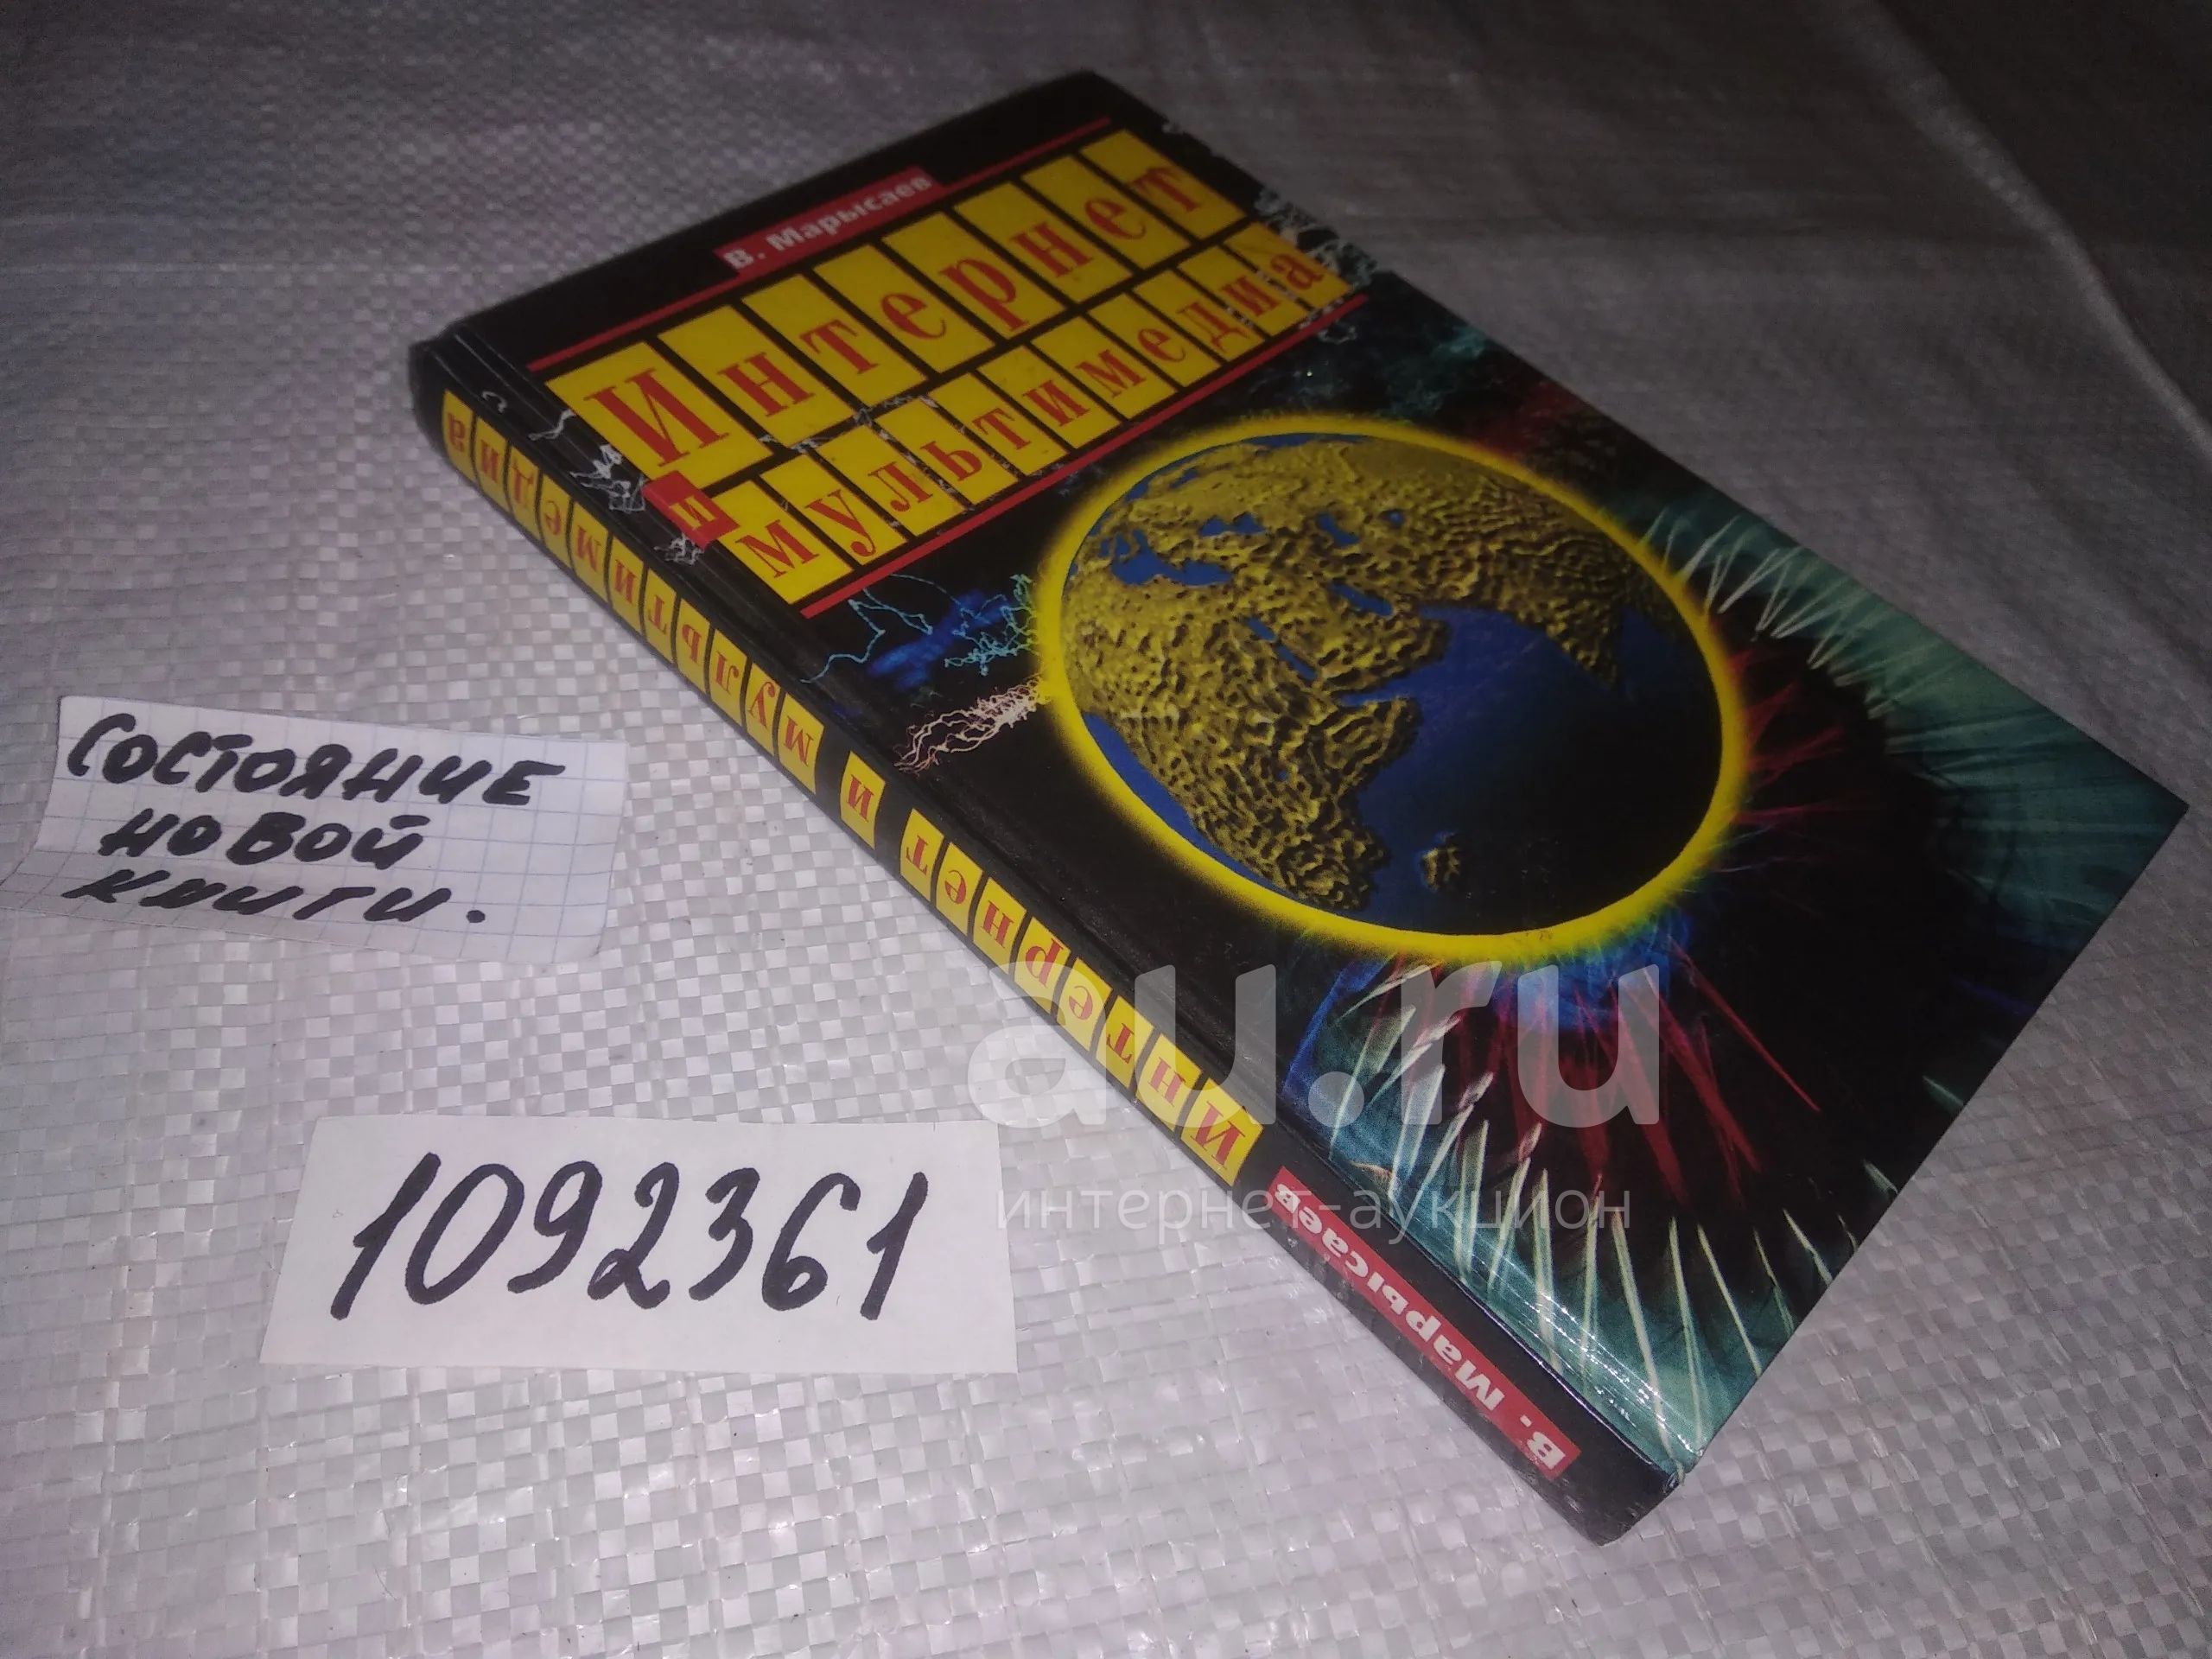 В. Марысаев
Интернет
и мультимедиа
В. Марысаев Интернет и мультимедиа
состояние
новой
книги.
1092361
au.ru
интернет-аукцион